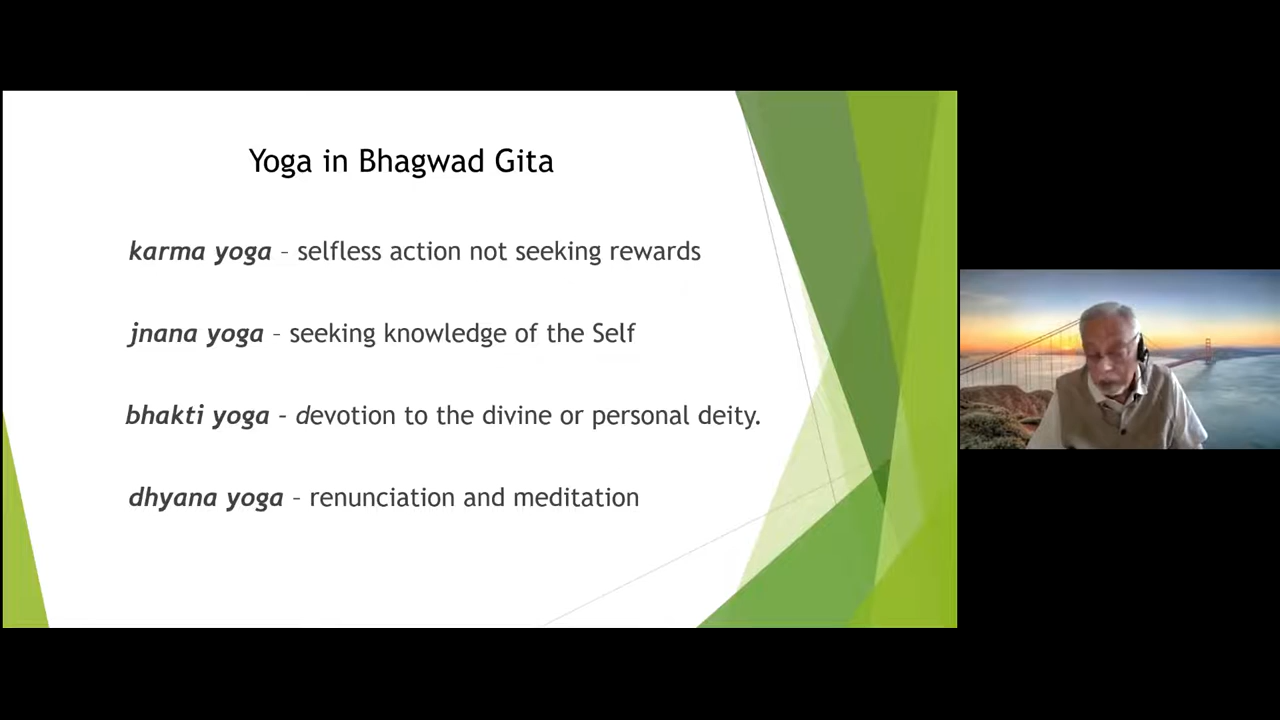 Yoga in Bhagwad Gita
karma yoga – selfless action not seeking rewards
jnana yoga – seeking knowledge of the Self
bhakti yoga – devotion to the divine or personal deity.
dhyana yoga – renunciation and meditation